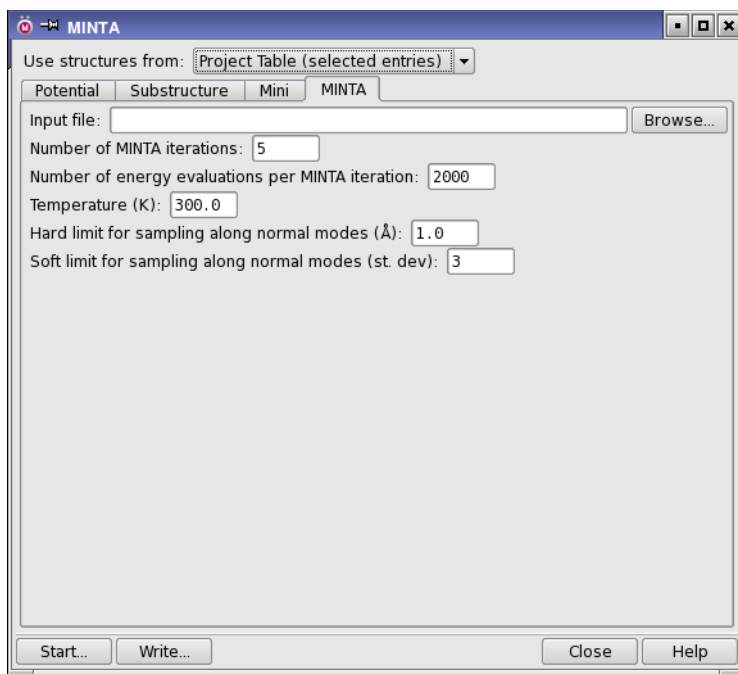 MINTA
Use structures from: Project Table (selected entries)
Potential Substructure Mini MINTA
Input file: Browse...
Number of MINTA iterations: 5
Number of energy evaluations per MINTA iteration: 2000
Temperature (K): 300.0
Hard limit for sampling along normal modes (Å): 1.0
Soft limit for sampling along normal modes (st. dev): 3
Start... Write... Close Help